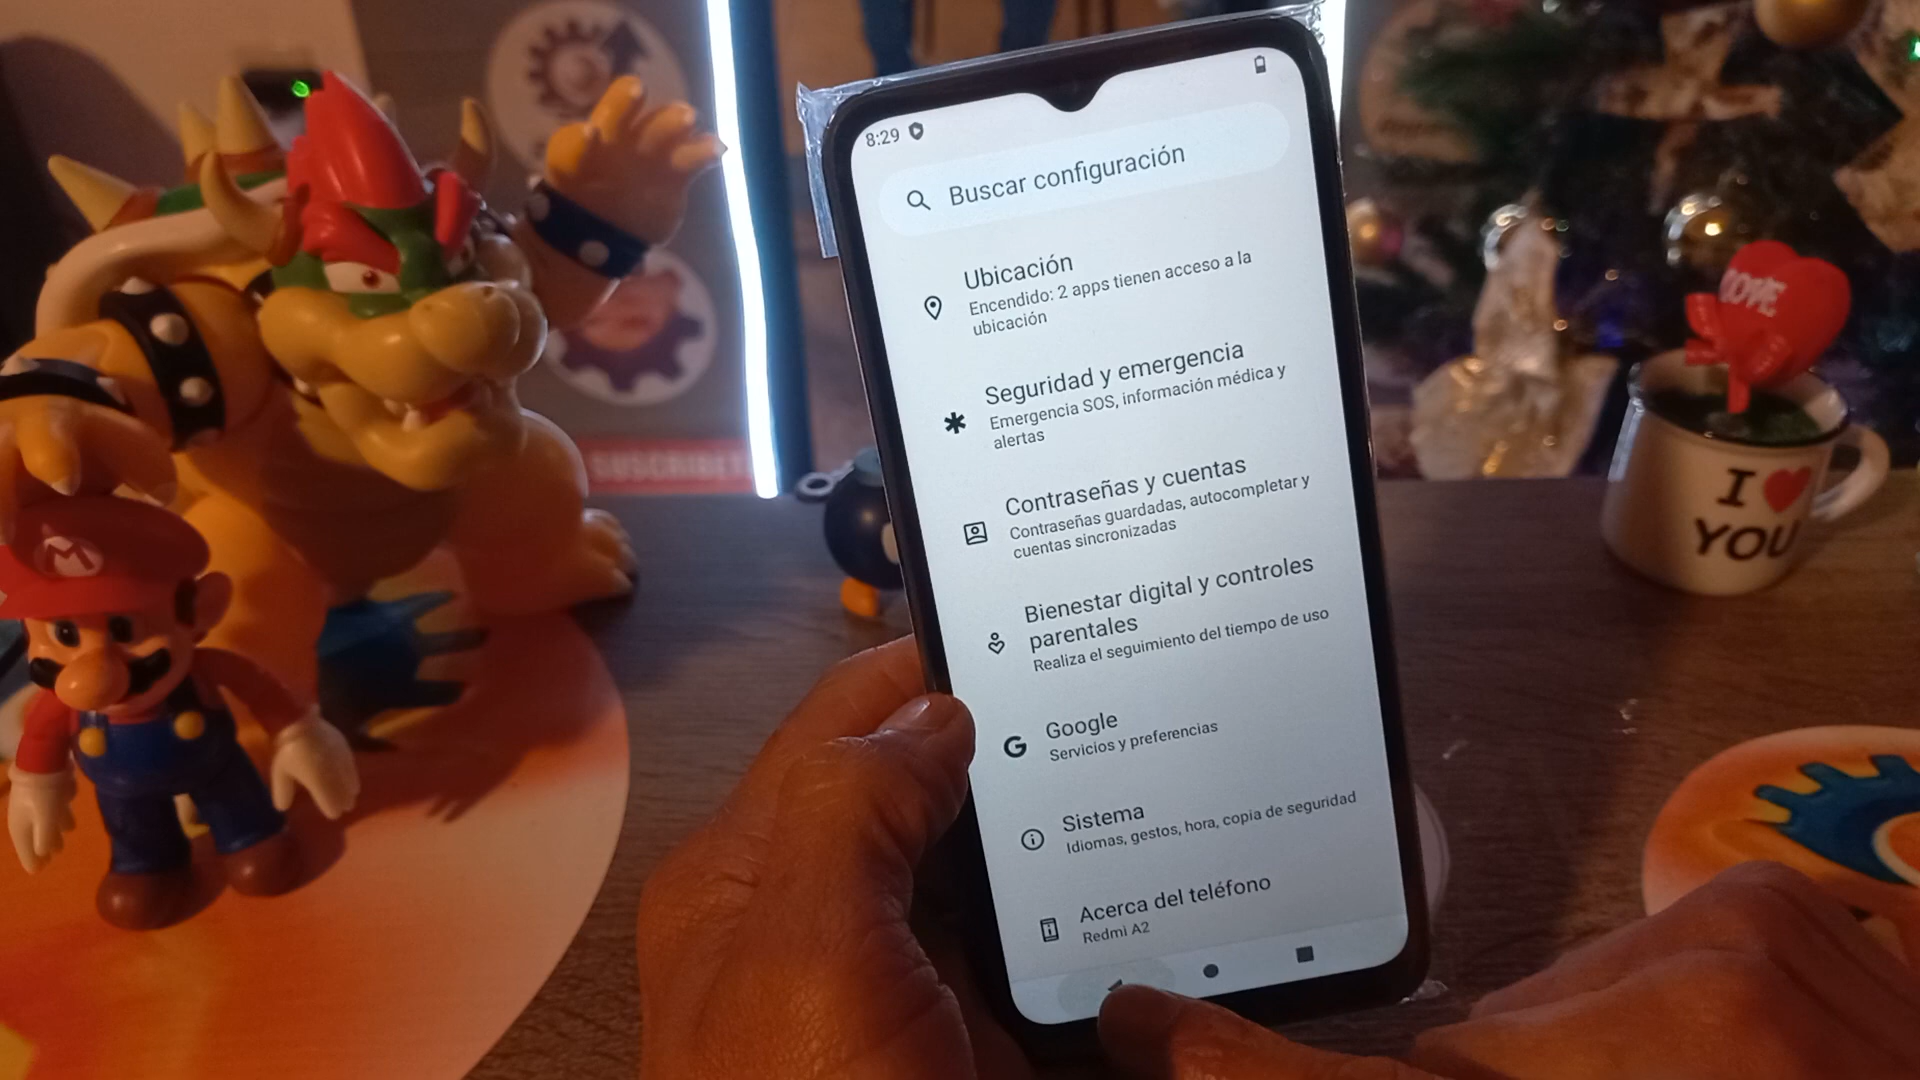 8:29
Buscar configuración
Ubicación
Encendido: 2 apps tienen acceso a la
ubicación
Seguridad y emergencia
Emergencia SOS, información médica y
alertas
Contraseñas y cuentas
Contraseñas guardadas, autocompletar y
cuentas sincronizadas
Bienestar digital y controles
parentales
Realiza el seguimiento del tiempo de uso
Google
Servicios y preferencias
Sistema
Idiomas, gestos, hora, copia de seguridad
Acerca del teléfono
Redmi A2
SUSCRIBETE
M
LOVE
I
YOU